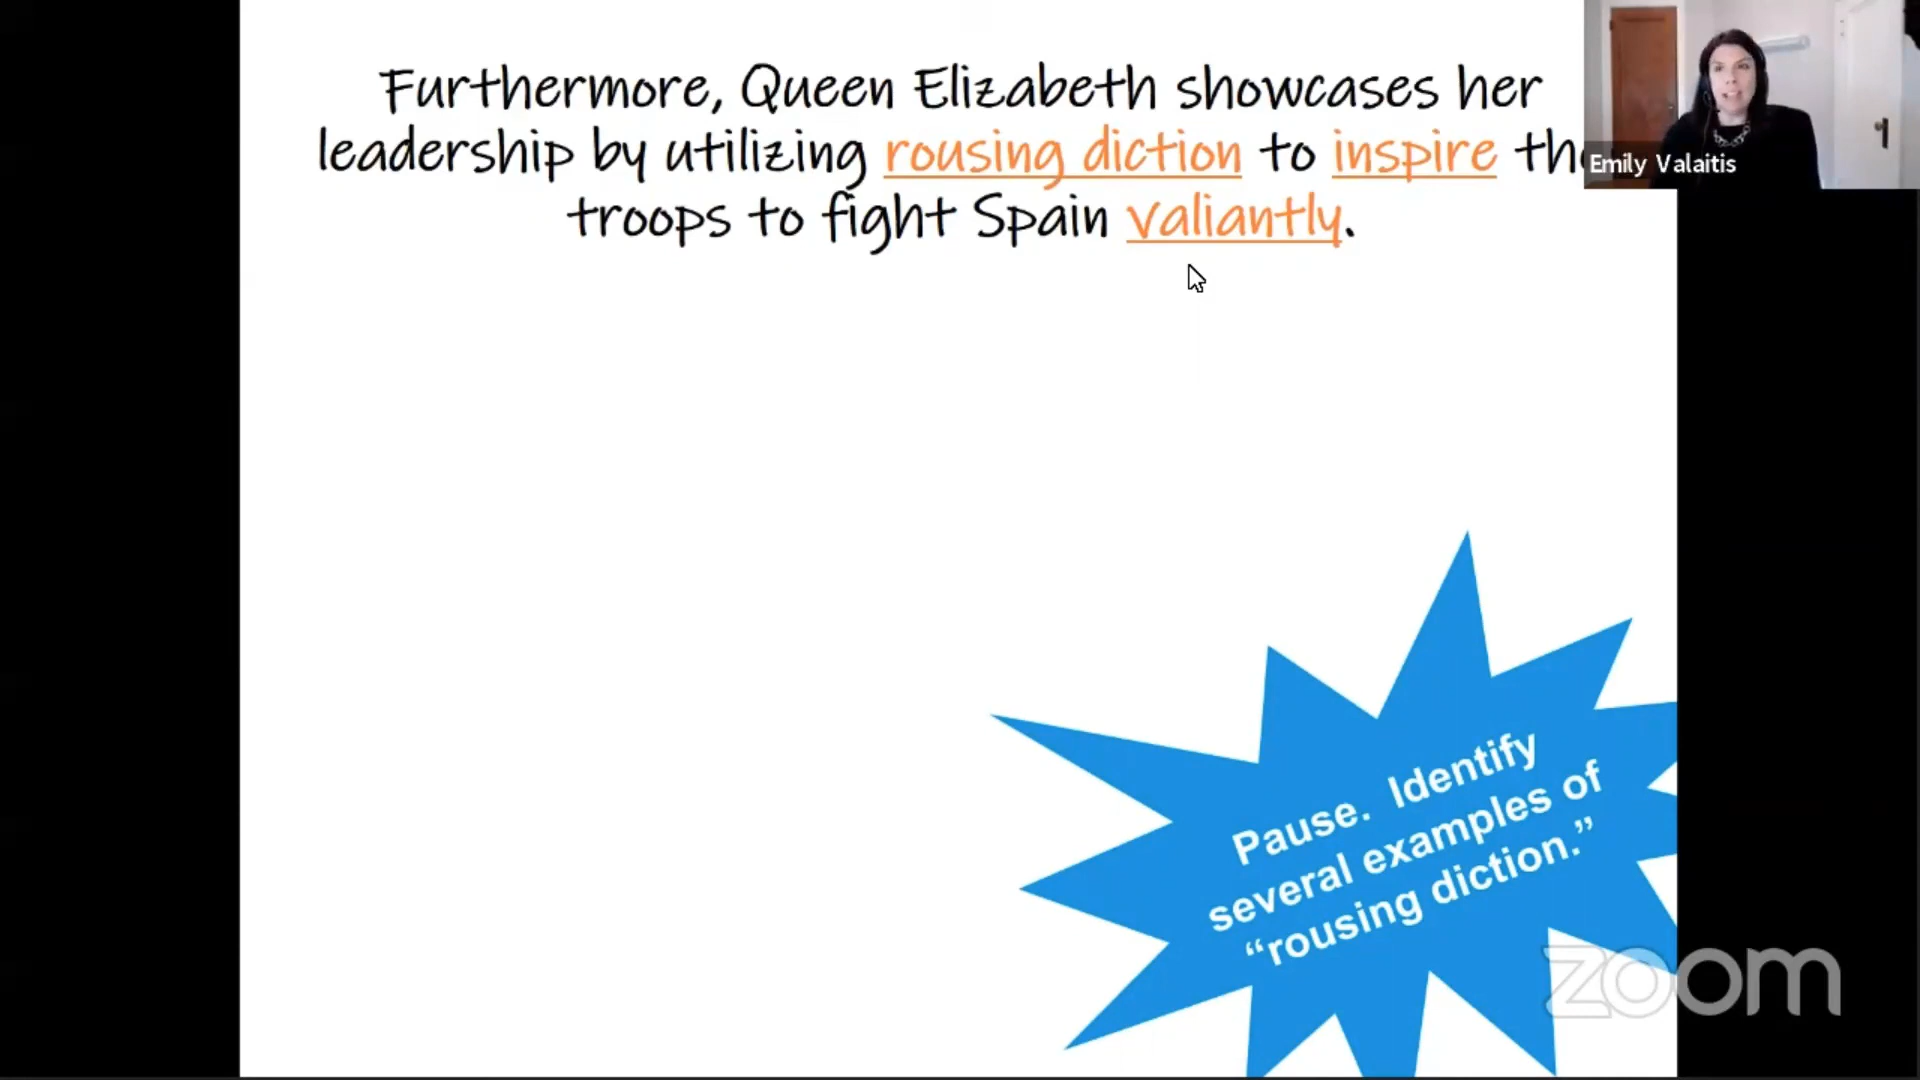 Furthermore, Queen Elizabeth showcases her
leadership by utilizing rousing diction to inspire
troops to fight Spain valiantly.
Emily Valaitis
Pause. Identify
several examples of
“rousing diction.”
zoom